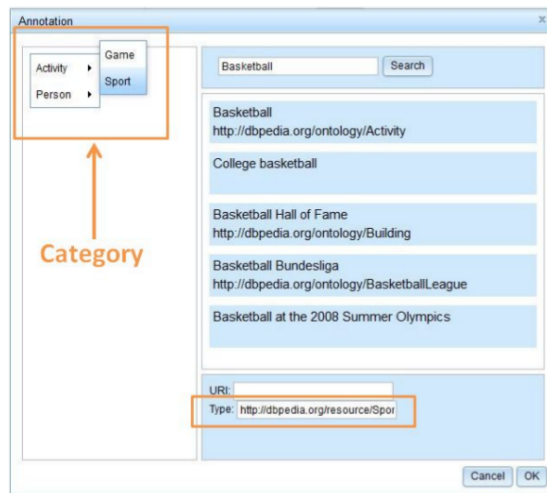 Annotation x
Activity
Person
Game
Sport
Category
Basketball Search
Basketball
http://dbpedia.org/ontology/Activity
College basketball
Basketball Hall of Fame
http://dbpedia.org/ontology/Building
Basketball Bundesliga
http://dbpedia.org/ontology/BasketballLeague
Basketball at the 2008 Summer Olympics
URI:
Type: http://dbpedia.org/resource/Spor
Cancel OK